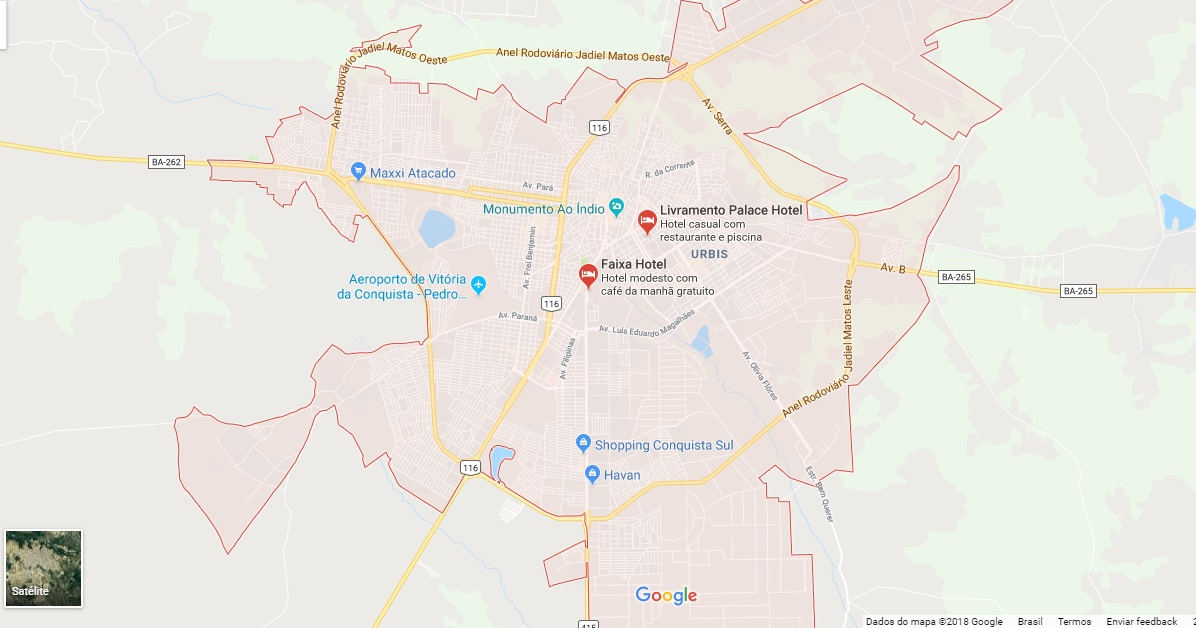 Anel Rodoviário Jadiel Matos Oeste
Anel Rodoviário Jadiel Matos Oeste
Anel Rodoviário Jadiel Matos Oeste
Av. Serra
116
BA-262
Maxxi Atacado
R. da Corrente
Av. Pará
Monumento Ao Índio
Livramento Palace Hotel
Hotel casual com
restaurante e piscina
URBIS
Av. Frei Benjamin
Faixa Hotel
Hotel modesto com
café da manhã gratuito
Av. B
BA-265
BA-265
Aeroporto de Vitória
da Conquista - Pedro...
116
Av. Paraná
Av. Luís Eduardo Magalhães
Av. Filipinas
Av. Olívia Flôres
Anel Rodoviário Jadiel Matos Leste
Shopping Conquista Sul
116
Havan
Estr. Bem Querer
Satélite
Google
415
Dados do mapa ©2018 Google
Brasil
Termos
Enviar feedback
2